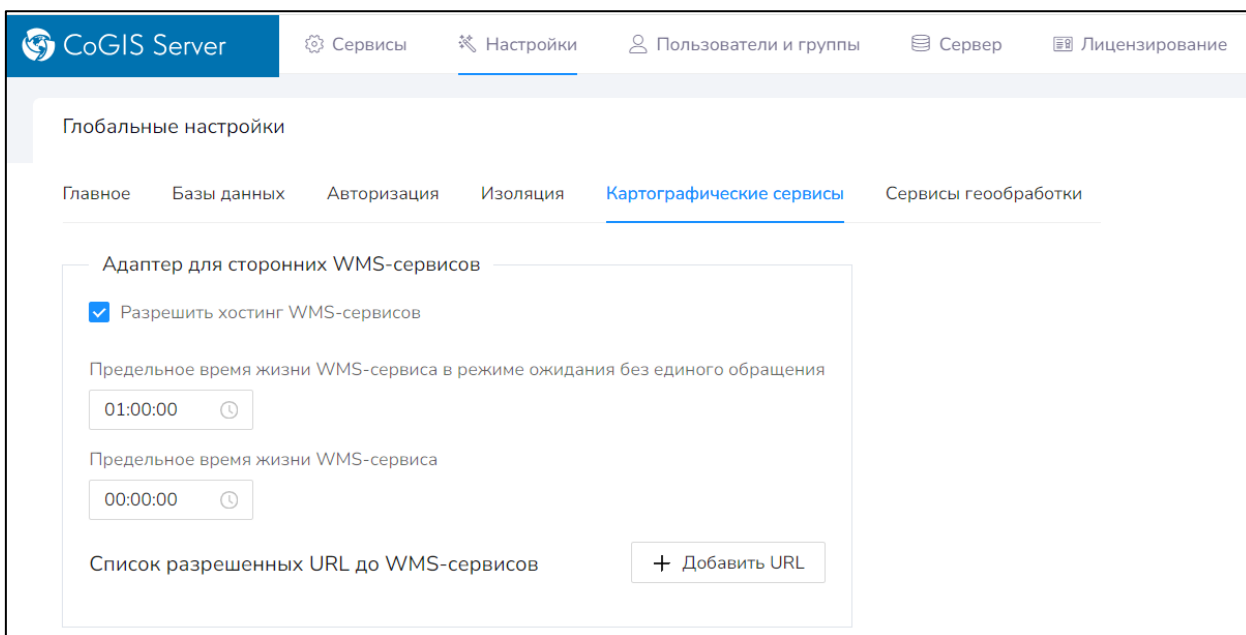 CoGIS Server Сервисы Настройки Пользователи и группы Сервер Лицензирование
Глобальные настройки
Главное Базы данных Авторизация Изоляция Картографические сервисы Сервисы геообработки
Адаптер для сторонних WMS-сервисов
Разрешить хостинг WMS-сервисов
Предельное время жизни WMS-сервиса в режиме ожидания без единого обращения
01:00:00
Предельное время жизни WMS-сервиса
00:00:00
Список разрешенных URL до WMS-сервисов + Добавить URL